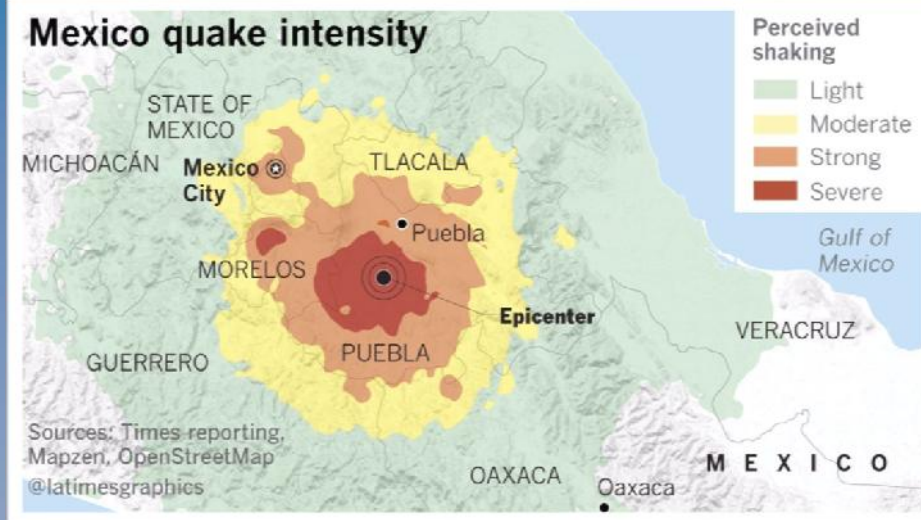 Mexico quake intensity
Perceived
shaking
Light
Moderate
Strong
Severe
STATE OF
MEXICO
MICHOACÁN
Mexico
City
TLACALA
Puebla
Gulf of
Mexico
MORELOS
Epicenter
VERACRUZ
PUEBLA
GUERRERO
Sources: Times reporting,
Mapzen, OpenStreetMap
@latimesgraphics
OAXACA
MEXICO
Oaxaca